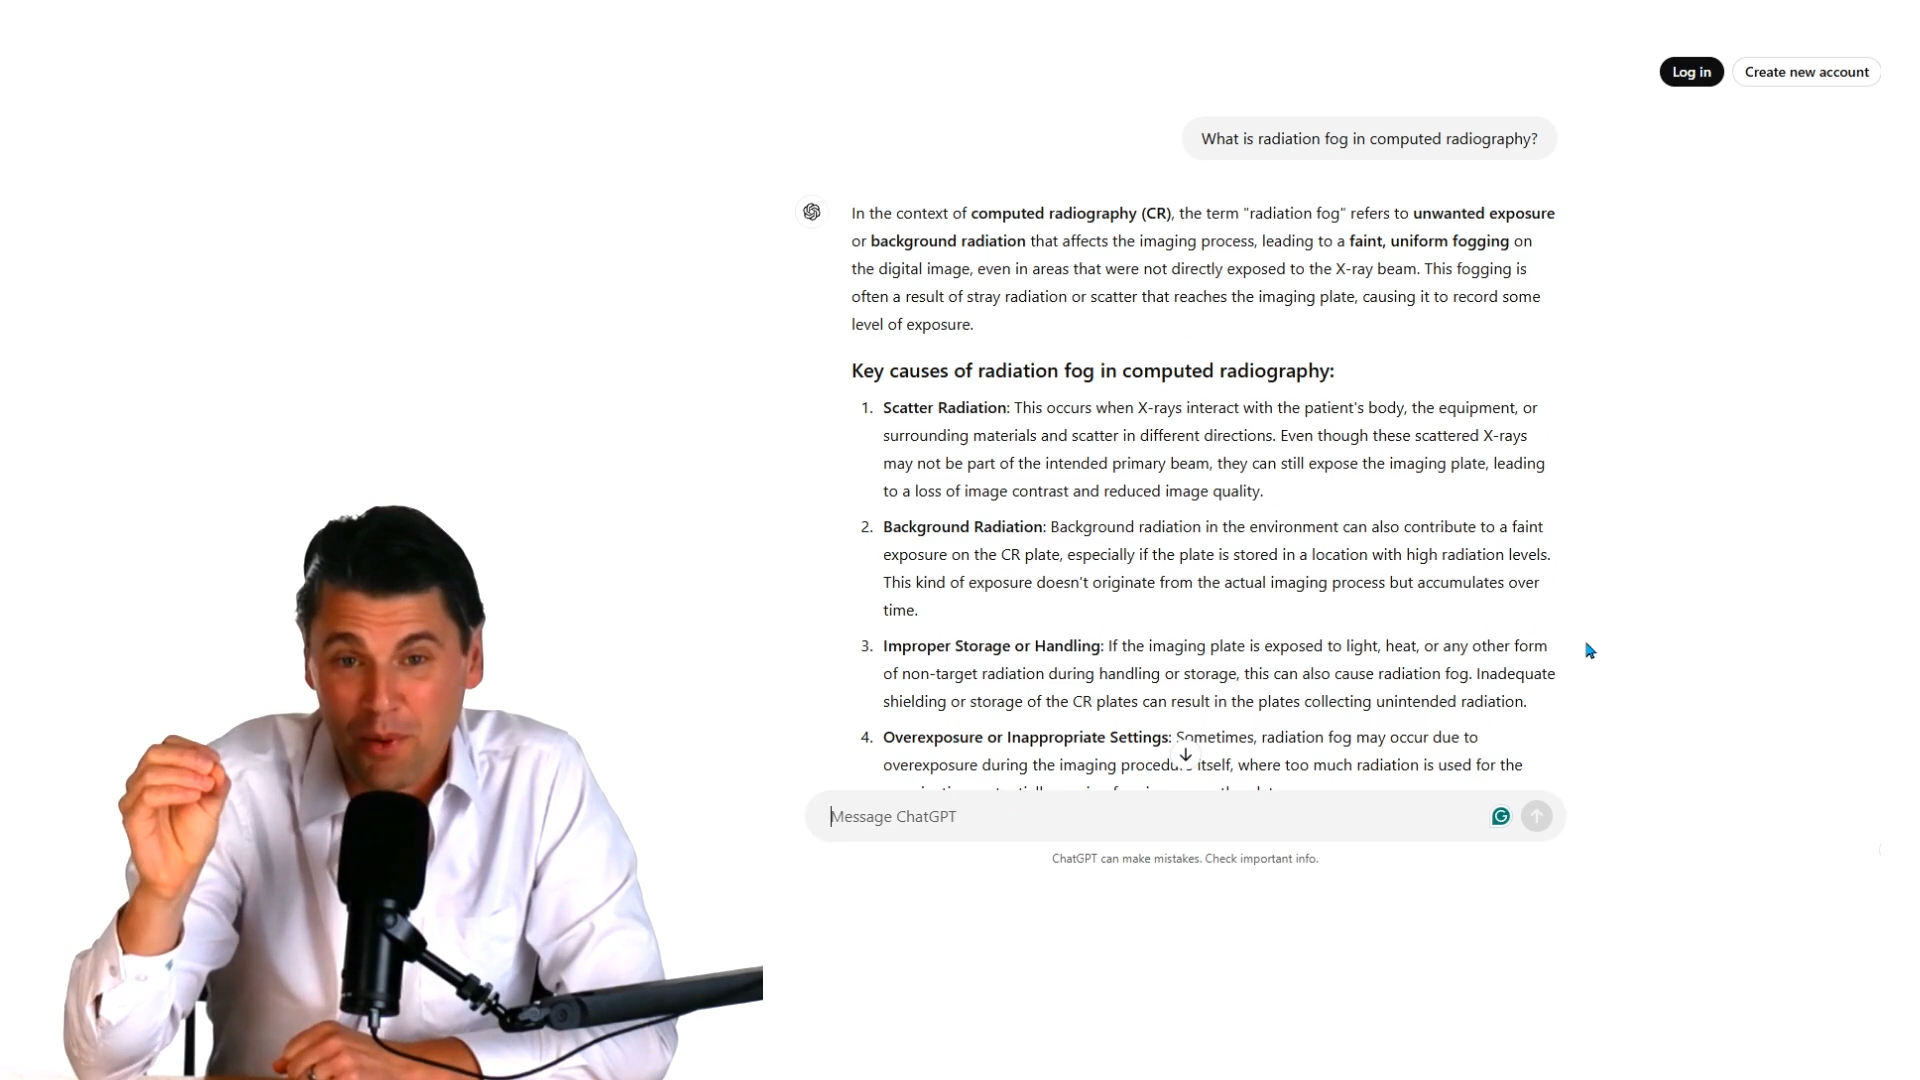 Log in
Create new account
What is radiation fog in computed radiography?
In the context of computed radiography (CR), the term "radiation fog" refers to unwanted exposure
or background radiation that affects the imaging process, leading to a faint, uniform fogging on
the digital image, even in areas that were not directly exposed to the X-ray beam. This fogging is
often a result of stray radiation or scatter that reaches the imaging plate, causing it to record some
level of exposure.
Key causes of radiation fog in computed radiography:
1. Scatter Radiation: This occurs when X-rays interact with the patient's body, the equipment, or
surrounding materials and scatter in different directions. Even though these scattered X-rays
may not be part of the intended primary beam, they can still expose the imaging plate, leading
to a loss of image contrast and reduced image quality.
2. Background Radiation: Background radiation in the environment can also contribute to a faint
exposure on the CR plate, especially if the plate is stored in a location with high radiation levels.
This kind of exposure doesn't originate from the actual imaging process but accumulates over
time.
3. Improper Storage or Handling: If the imaging plate is exposed to light, heat, or any other form
of non-target radiation during handling or storage, this can also cause radiation fog. Inadequate
shielding or storage of the CR plates can result in the plates collecting unintended radiation.
4. Overexposure or Inappropriate Settings: Sometimes, radiation fog may occur due to
overexposure during the imaging procedure itself, where too much radiation is used for the
Message ChatGPT
ChatGPT can make mistakes. Check important info.